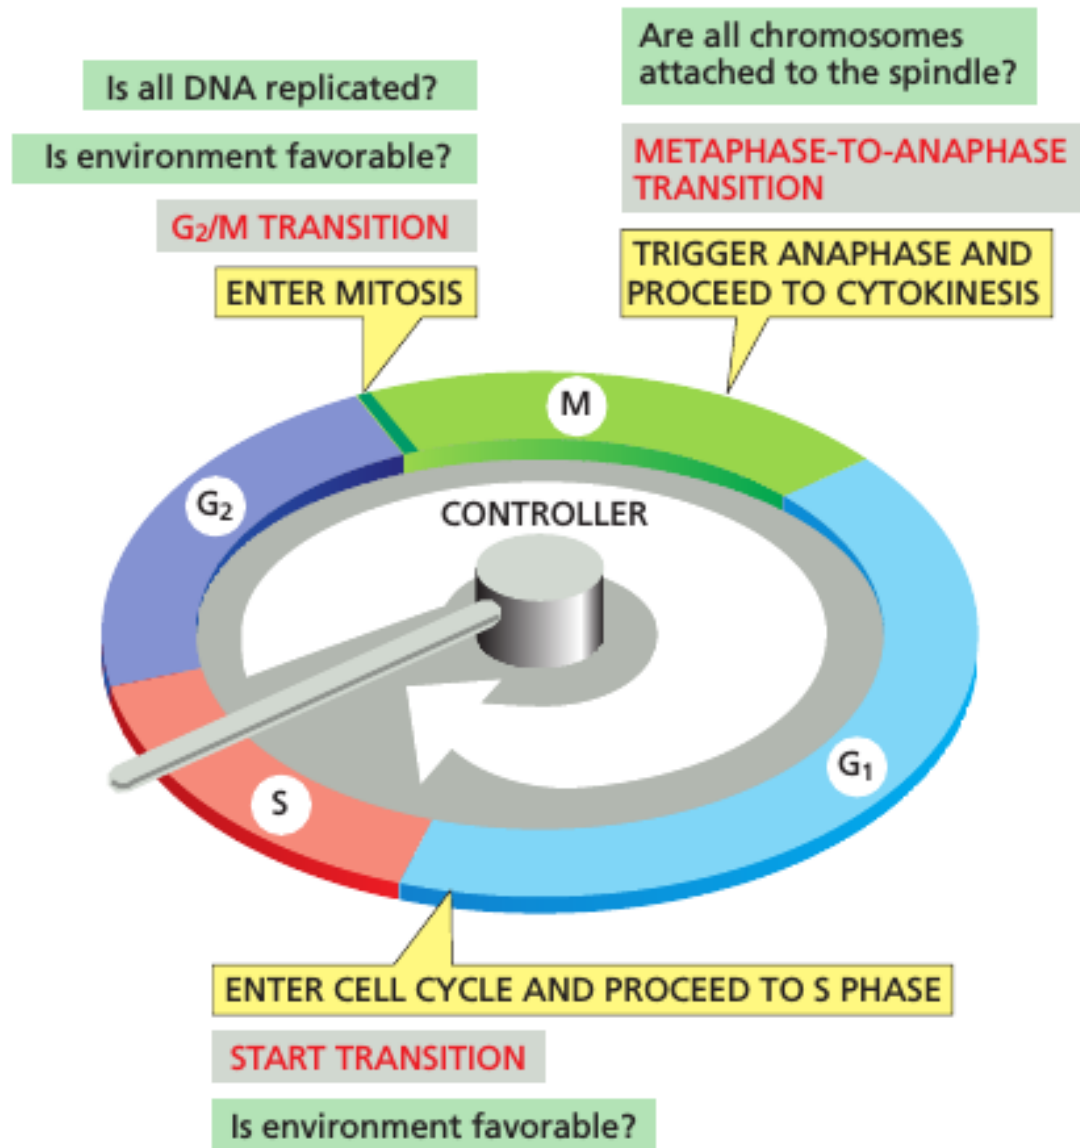 Is all DNA replicated?
Is environment favorable?
G₂/M TRANSITION
ENTER MITOSIS
Are all chromosomes
attached to the spindle?
METAPHASE-TO-ANAPHASE
TRANSITION
TRIGGER ANAPHASE AND
PROCEED TO CYTOKINESIS
M
G₂
CONTROLLER
G₁
S
ENTER CELL CYCLE AND PROCEED TO S PHASE
START TRANSITION
Is environment favorable?